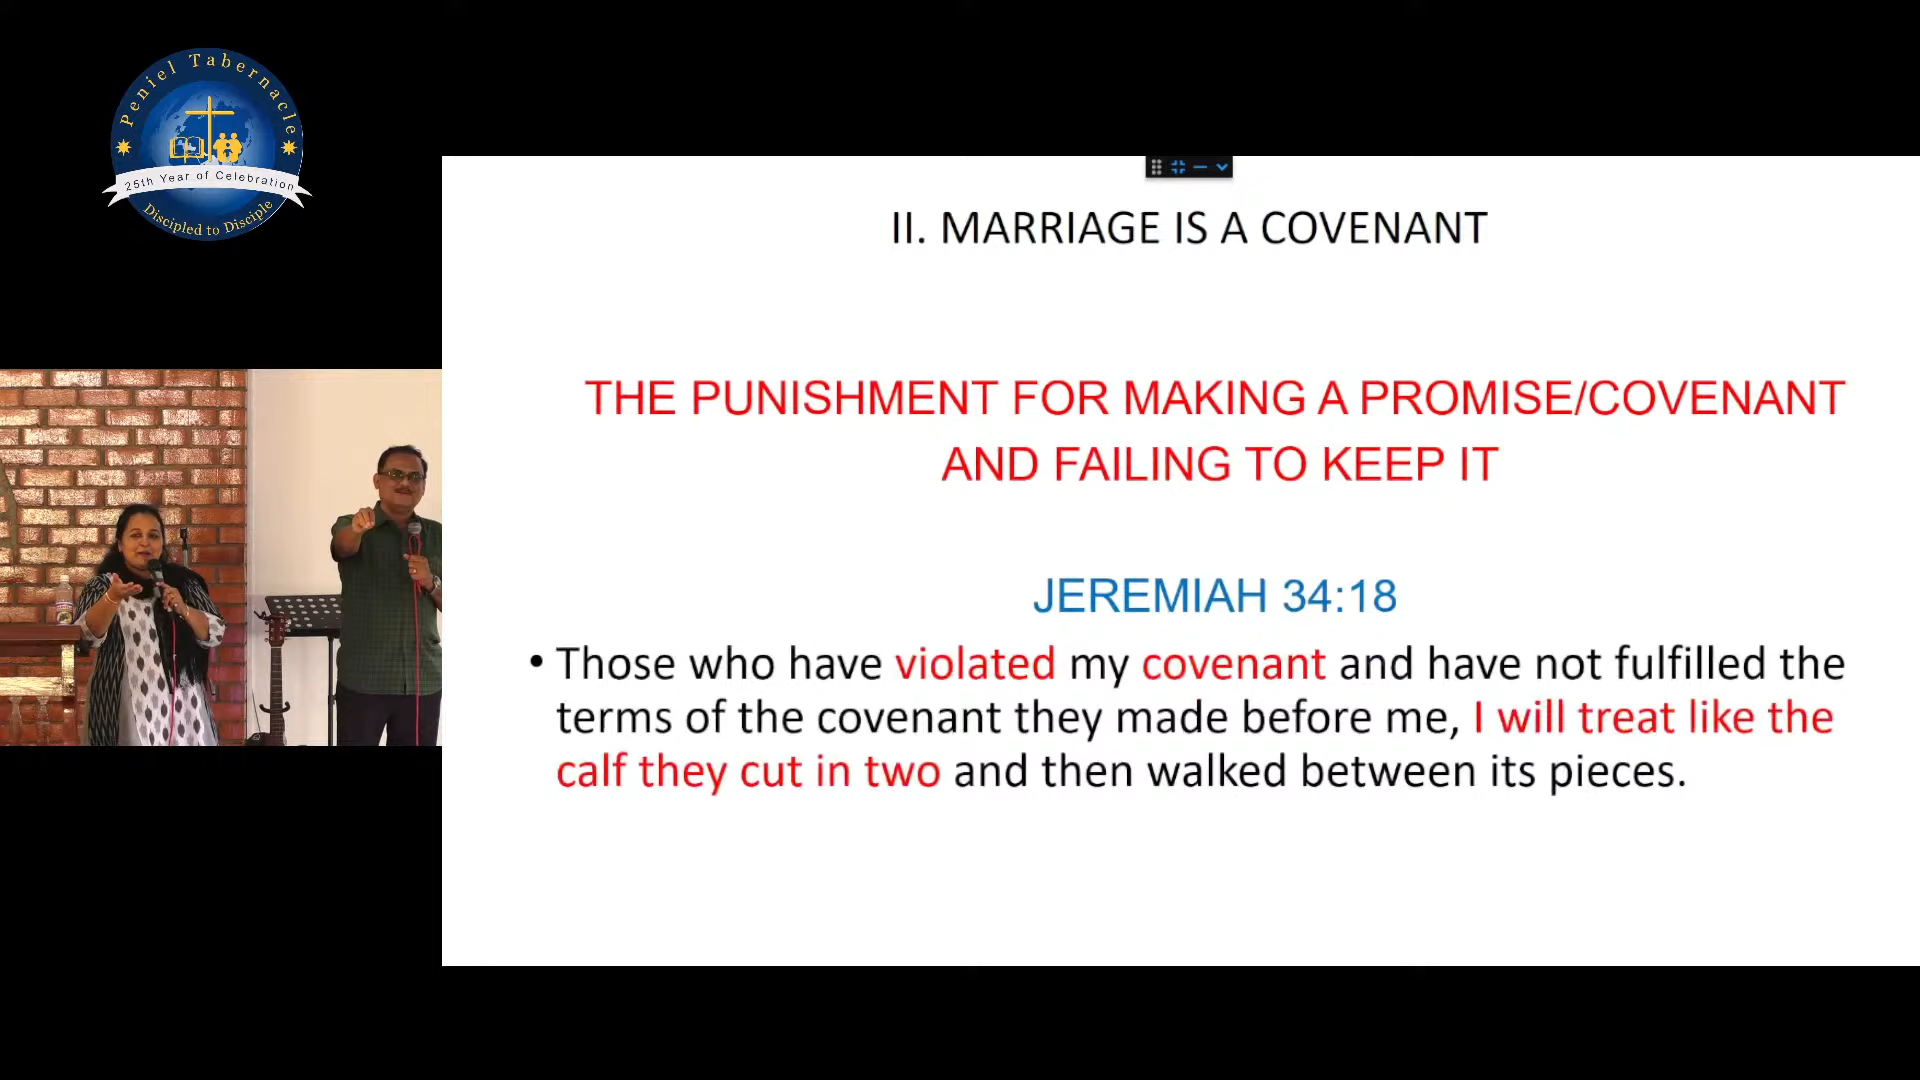 Peniel Tabernacle
25th Year of Celebration
Discipled to Disciple
II. MARRIAGE IS A COVENANT
THE PUNISHMENT FOR MAKING A PROMISE/COVENANT
AND FAILING TO KEEP IT
JEREMIAH 34:18
• Those who have violated my covenant and have not fulfilled the
terms of the covenant they made before me, I will treat like the
calf they cut in two and then walked between its pieces.